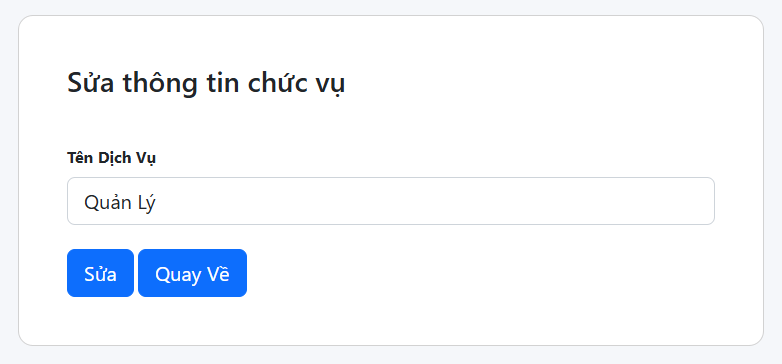 Sửa thông tin chức vụ
Tên Dịch Vụ
Quản Lý
Sửa Quay Về